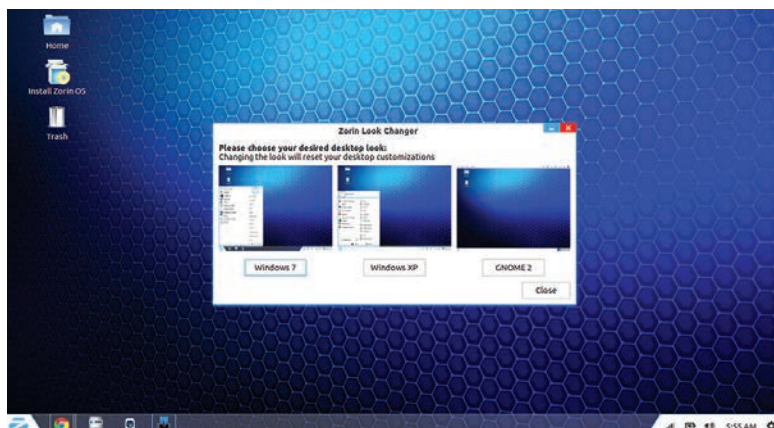 Home
Install Zorin OS
Trash
Zorin Look Changer
Please choose your desired desktop look:
Changing the look will reset your desktop customizations
Windows 7
Windows XP
GNOME 2
Close
5:55 AM